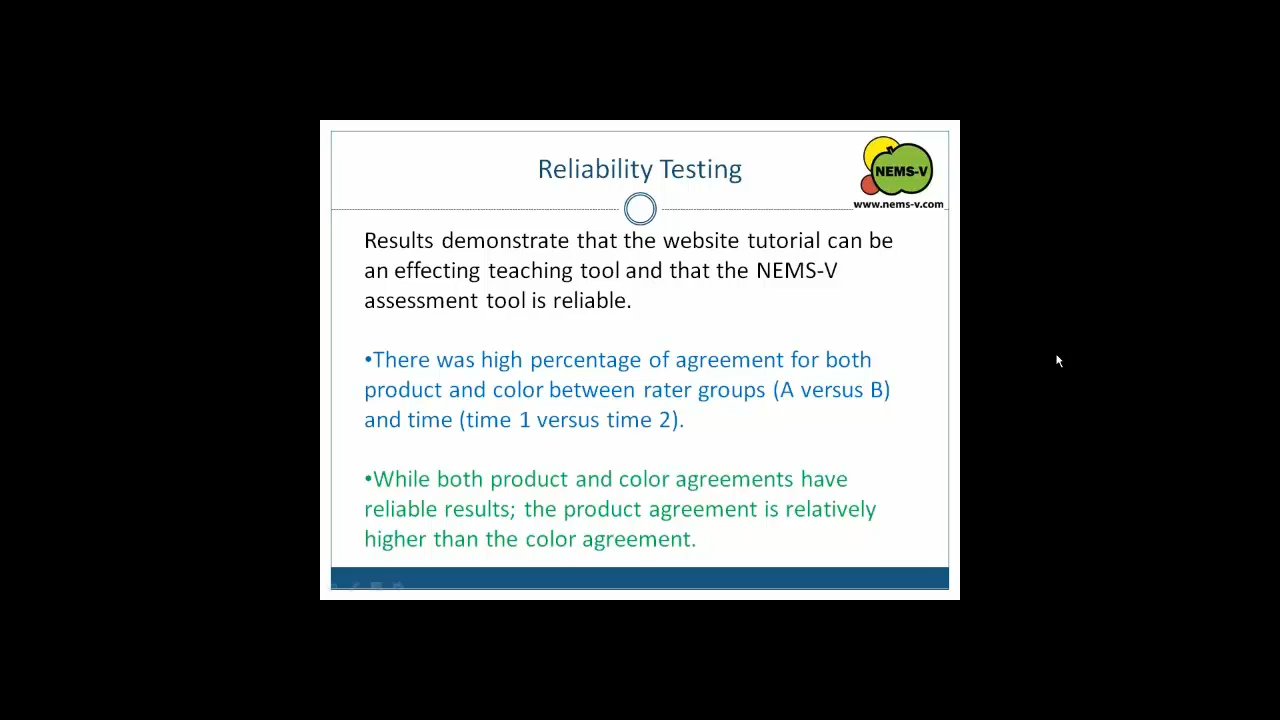 Reliability Testing
NEMS-V
www.nems-v.com
Results demonstrate that the website tutorial can be
an effecting teaching tool and that the NEMS-V
assessment tool is reliable.
•There was high percentage of agreement for both
product and color between rater groups (A versus B)
and time (time 1 versus time 2).
•While both product and color agreements have
reliable results; the product agreement is relatively
higher than the color agreement.